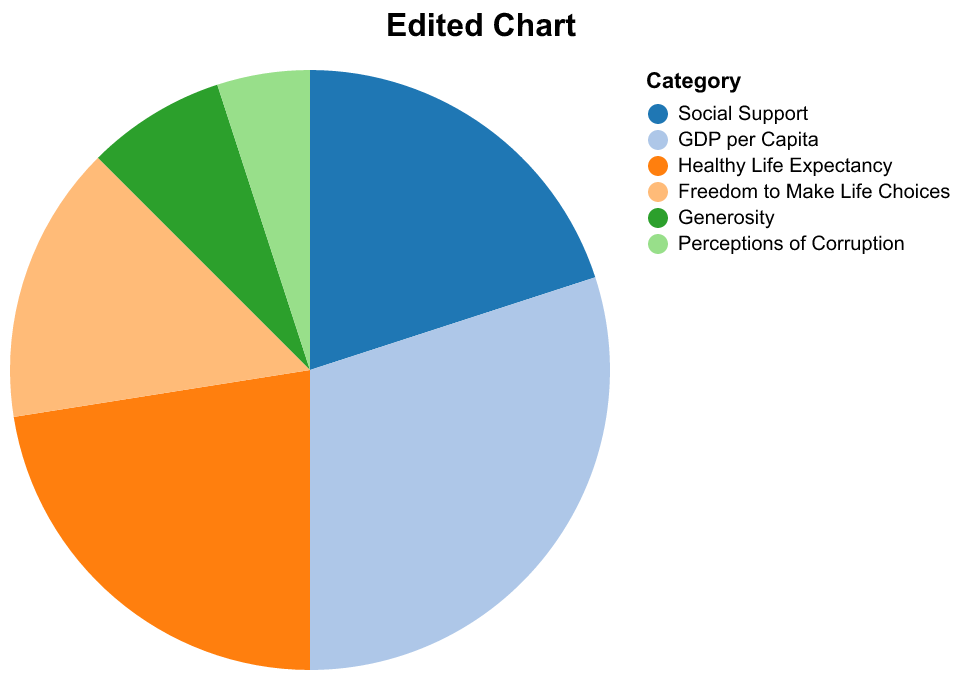 Edited Chart
Category
Social Support
GDP per Capita
Healthy Life Expectancy
Freedom to Make Life Choices
Generosity
Perceptions of Corruption